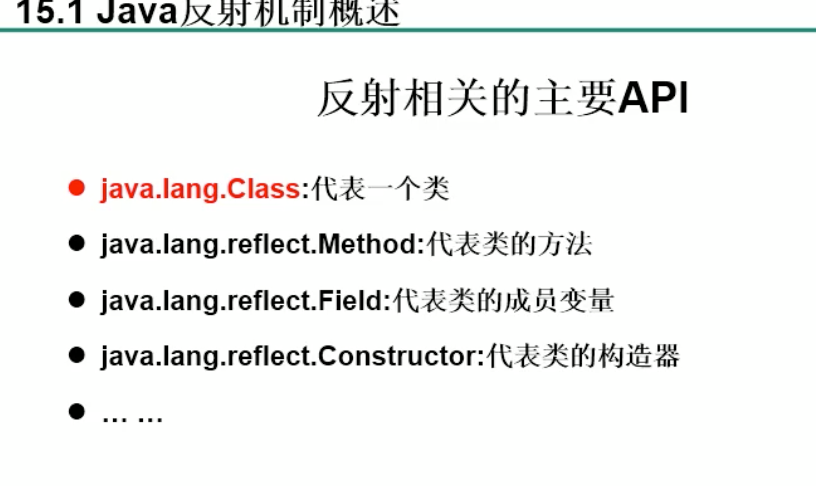 15.1 Java反射机制概述
反射相关的主要API
● java.lang.Class:代表一个类
● java.lang.reflect.Method:代表类的方法
● java.lang.reflect.Field:代表类的成员变量
● java.lang.reflect.Constructor:代表类的构造器
● … …